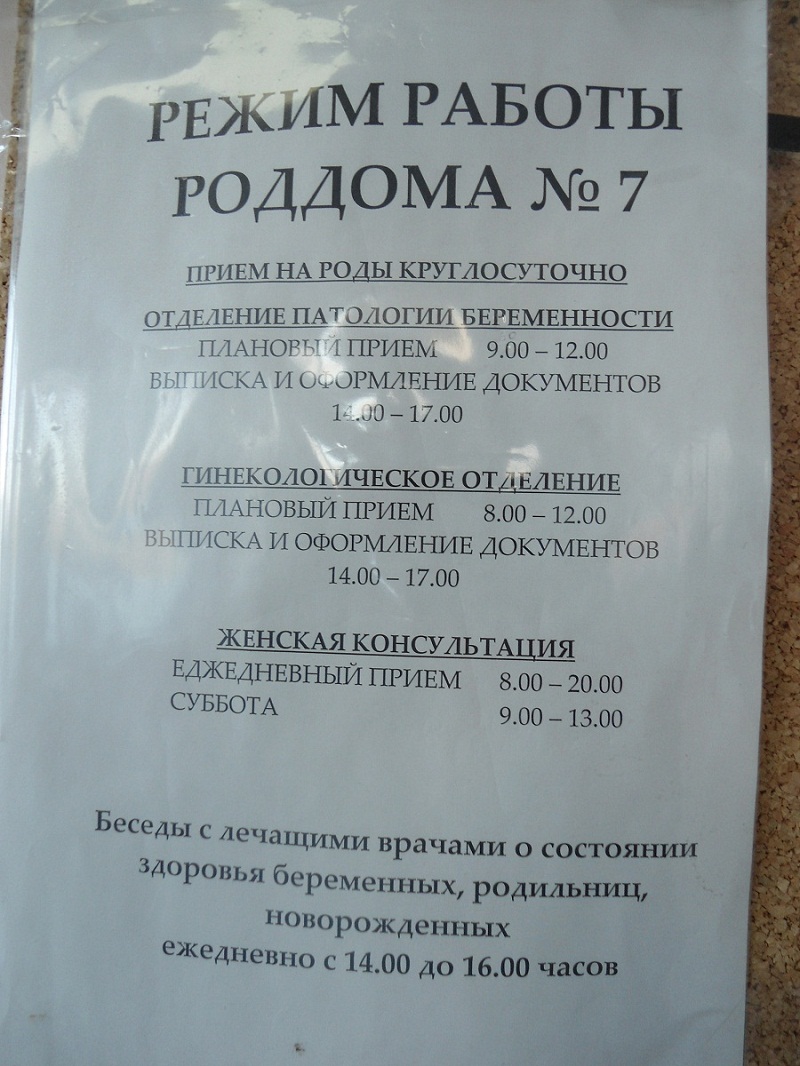 РЕЖИМ РАБОТЫ
РОДДОМА № 7
ПРИЕМ НА РОДЫ КРУГЛОСУТОЧНО
ОТДЕЛЕНИЕ ПАТОЛОГИИ БЕРЕМЕННОСТИ
ПЛАНОВЫЙ ПРИЕМ 9.00 – 12.00
ВЫПИСКА И ОФОРМЛЕНИЕ ДОКУМЕНТОВ
14.00 – 17.00
ГИНЕКОЛОГИЧЕСКОЕ ОТДЕЛЕНИЕ
ПЛАНОВЫЙ ПРИЕМ 8.00 – 12.00
ВЫПИСКА И ОФОРМЛЕНИЕ ДОКУМЕНТОВ
14.00 – 17.00
ЖЕНСКАЯ КОНСУЛЬТАЦИЯ
ЕДЖЕДНЕВНЫЙ ПРИЕМ 8.00 – 20.00
СУББОТА 9.00 – 13.00
Беседы с лечащими врачами о состоянии
здоровья беременных, родильниц,
новорожденных
ежедневно с 14.00 до 16.00 часов